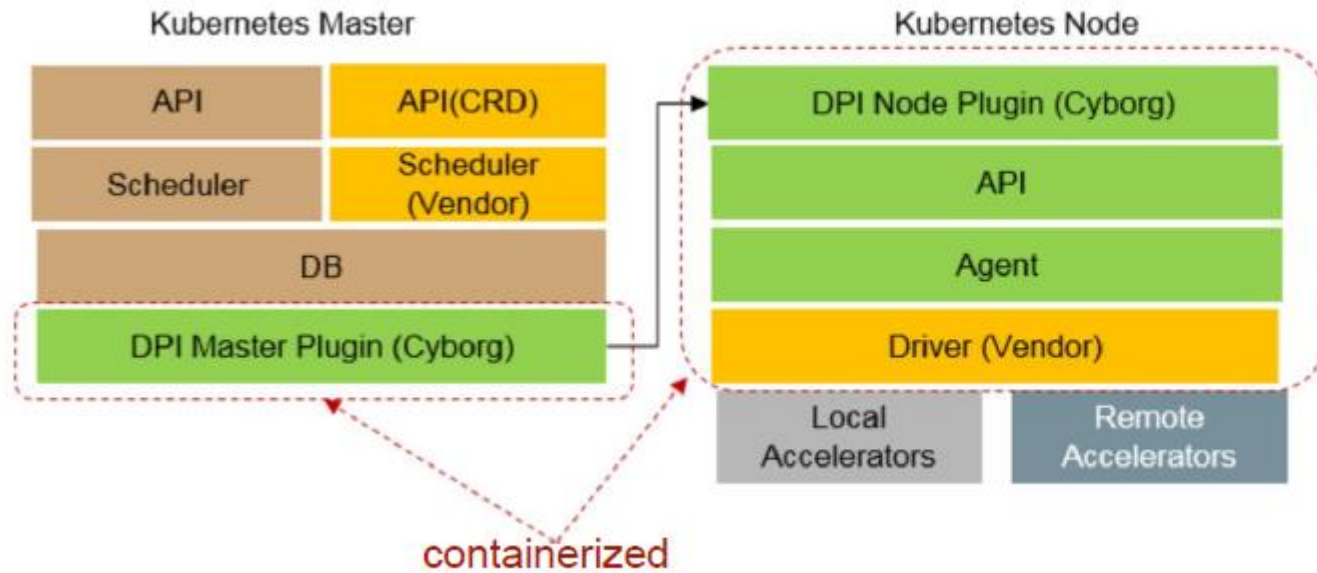 Kubernetes Master
API
API(CRD)
Scheduler
Scheduler
(Vendor)
DB
DPI Master Plugin (Cyborg)
Kubernetes Node
DPI Node Plugin (Cyborg)
API
Agent
Driver (Vendor)
Local
Accelerators
Remote
Accelerators
containerized